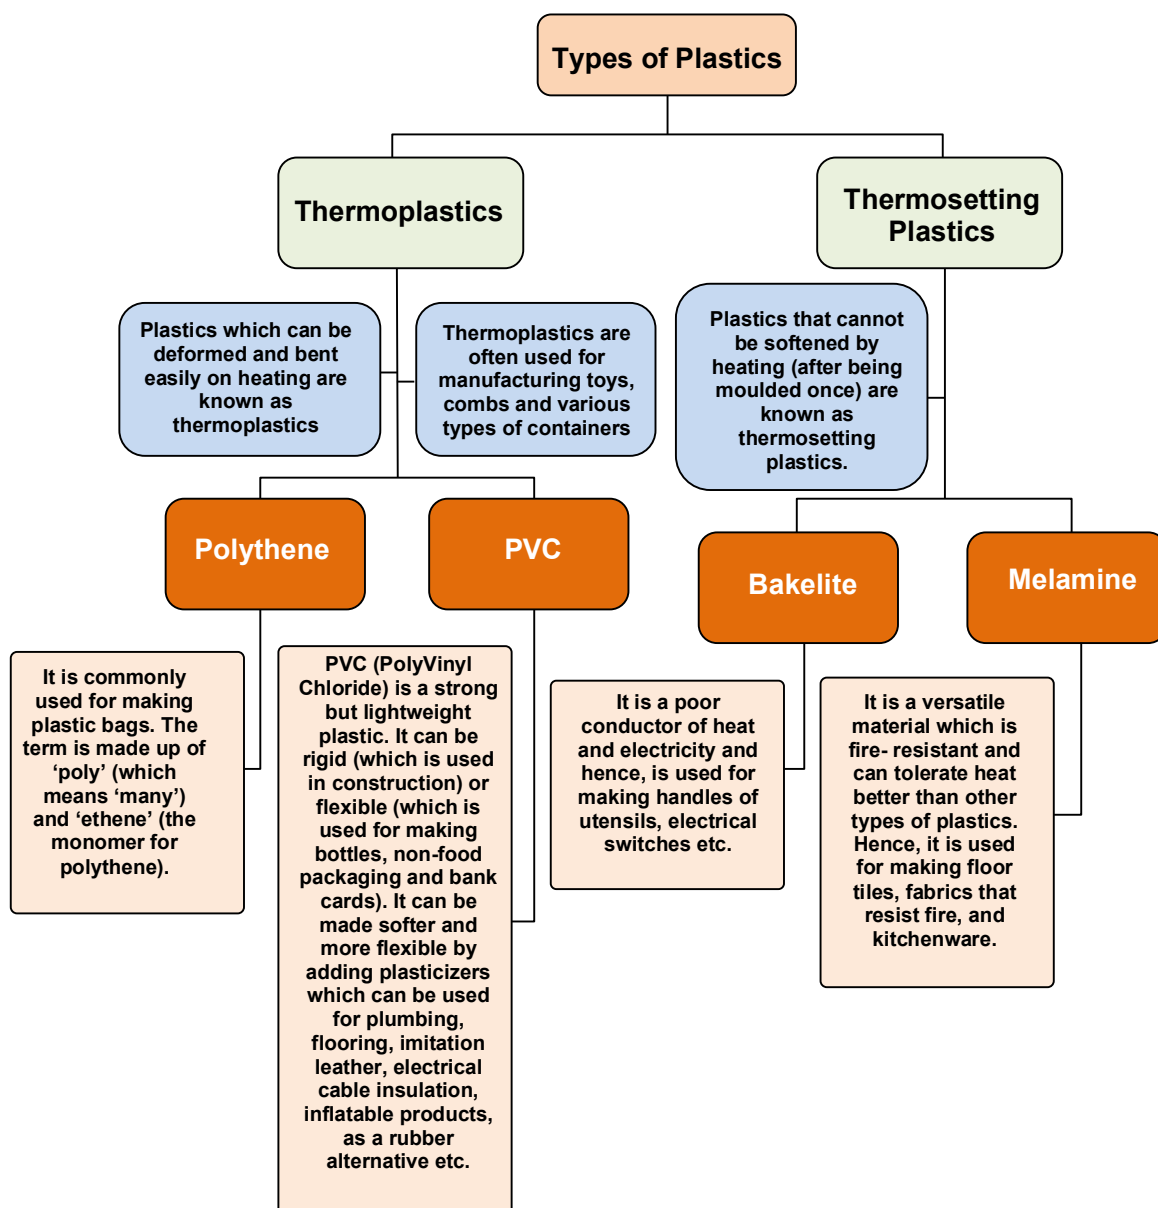 Types of Plastics
Thermoplastics
Thermosetting
Plastics
Plastics which can be
deformed and bent
easily on heating are
known as
thermoplastics
Thermoplastics are
often used for
manufacturing toys,
combs and various
types of containers
Plastics that cannot
be softened by
heating (after being
moulded once) are
known as
thermosetting
plastics.
Polythene
PVC
Bakelite
Melamine
It is commonly
used for making
plastic bags. The
term is made up of
‘poly’ (which
means ‘many’)
and ‘ethene’ (the
monomer for
polythene).
PVC (PolyVinyl
Chloride) is a strong
but lightweight
plastic. It can be
rigid (which is used
in construction) or
flexible (which is
used for making
bottles, non-food
packaging and bank
cards). It can be
made softer and
more flexible by
adding plasticizers
which can be used
for plumbing,
flooring, imitation
leather, electrical
cable insulation,
inflatable products,
as a rubber
alternative etc.
It is a poor
conductor of heat
and electricity and
hence, is used for
making handles of
utensils, electrical
switches etc.
It is a versatile
material which is
fire- resistant and
can tolerate heat
better than other
types of plastics.
Hence, it is used
for making floor
tiles, fabrics that
resist fire, and
kitchenware.